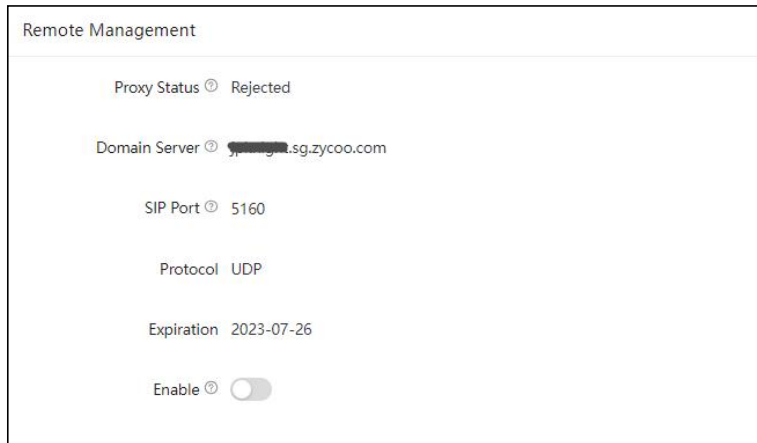 Remote Management
Proxy Status Rejected
Domain Server .sg.zycoo.com
SIP Port 5160
Protocol UDP
Expiration 2023-07-26
Enable